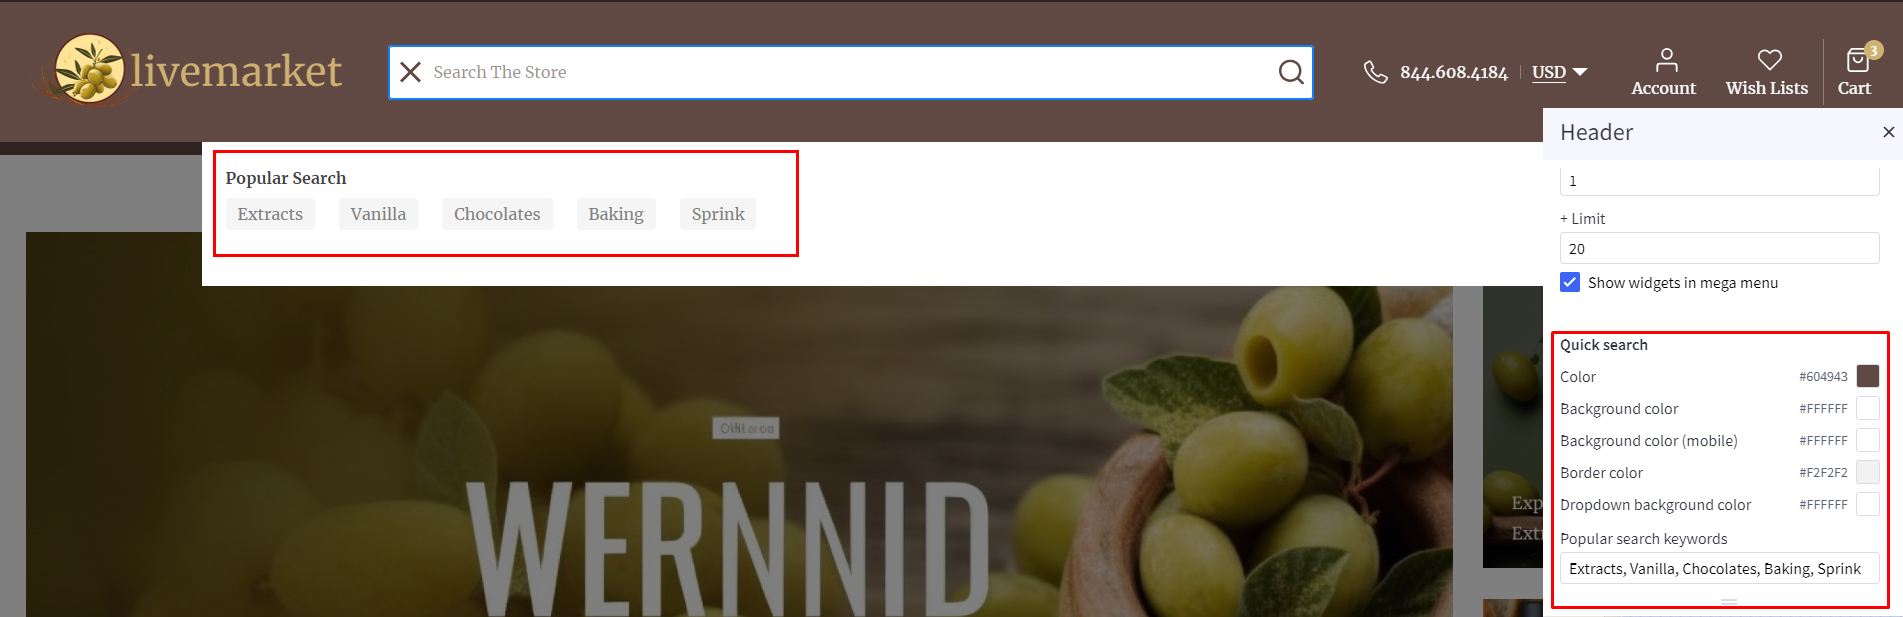 livemarket
Search The Store
844.608.4184
USD
Account
Wish Lists
3
Cart
Popular Search
Extracts
Vanilla
Chocolates
Baking
Sprink
WERNNID
Exp
Ext
Header
1
+ Limit
20
Show widgets in mega menu
Quick search
Color #604943
Background color #FFFFFF
Background color (mobile) #FFFFFF
Border color #F2F2F2
Dropdown background color #FFFFFF
Popular search keywords
Extracts, Vanilla, Chocolates, Baking, Sprink